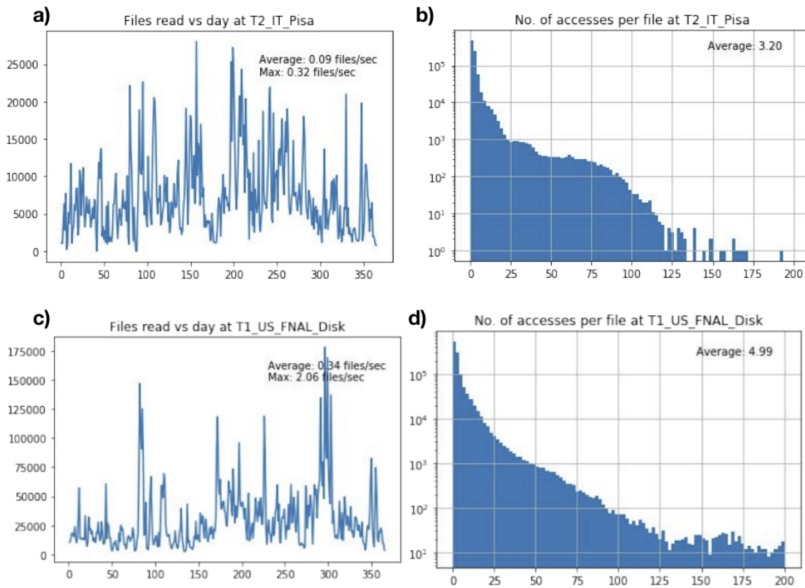 a)
Files read vs day at T2_IT_Pisa
Average: 0.09 files/sec
Max: 0.32 files/sec
25000
20000
15000
10000
5000
0
0 50 100 150 200 250 300 350
b)
No. of accesses per file at T2_IT_Pisa
Average: 3.20
10⁵
10⁴
10³
10²
10¹
10⁰
0 25 50 75 100 125 150 175 200
c)
Files read vs day at T1_US_FNAL_Disk
Average: 0.34 files/sec
Max: 2.06 files/sec
175000
150000
125000
100000
75000
50000
25000
0
0 50 100 150 200 250 300 350
d)
No. of accesses per file at T1_US_FNAL_Disk
Average: 4.99
10⁵
10⁴
10³
10²
10¹
0 25 50 75 100 125 150 175 200